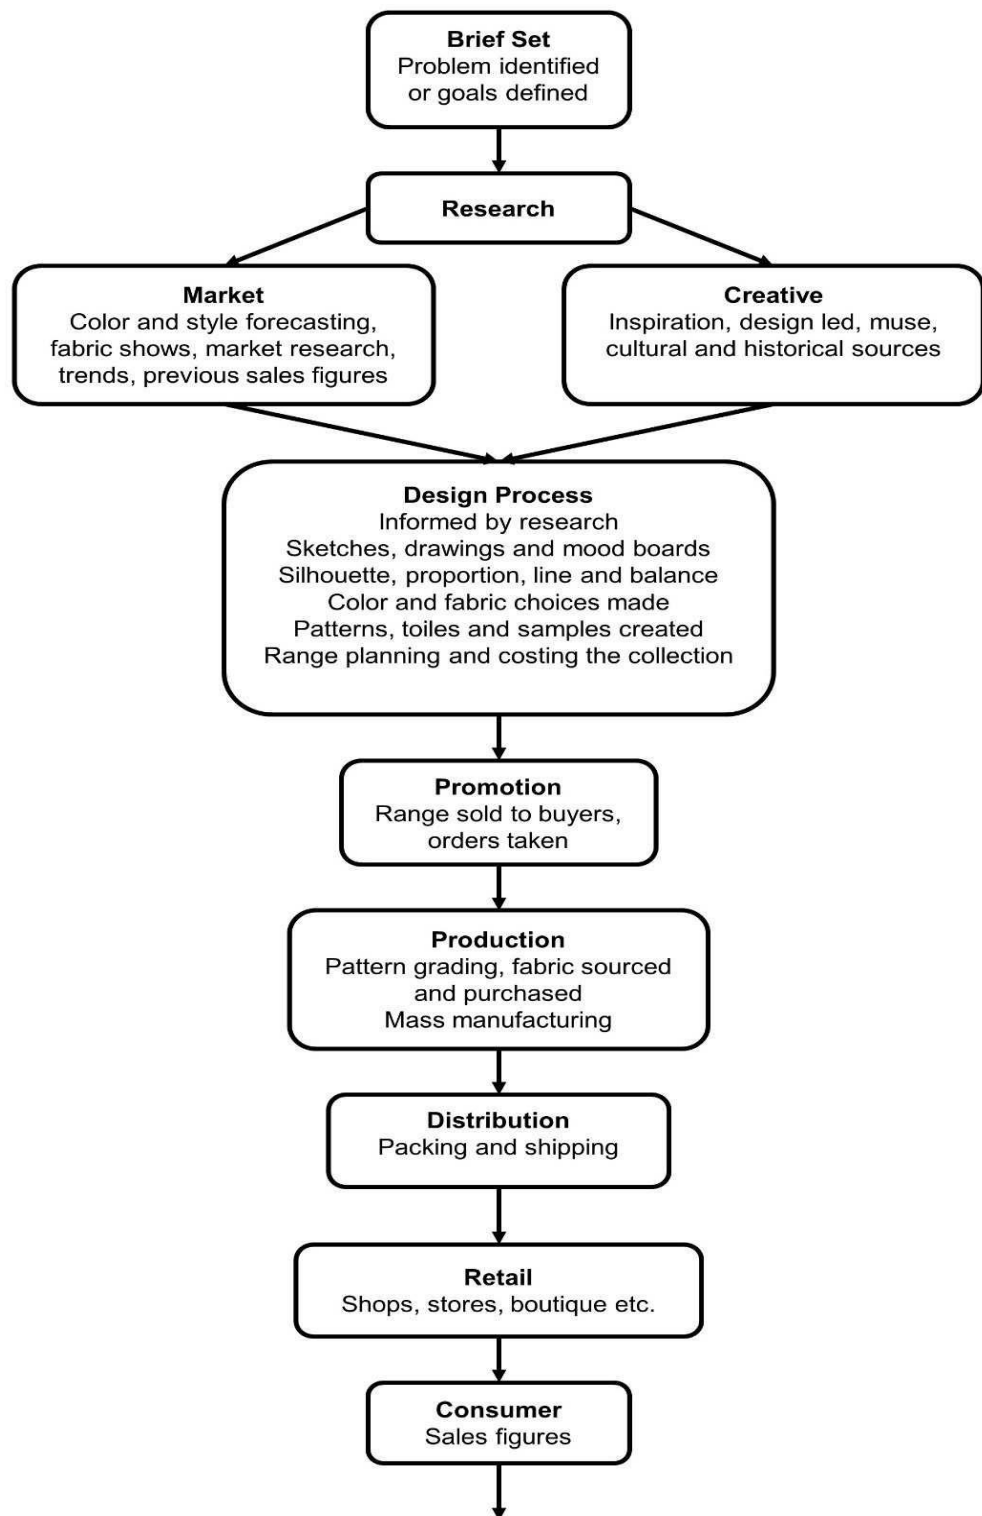 Brief Set
Problem identified
or goals defined
Research
Market
Color and style forecasting,
fabric shows, market research,
trends, previous sales figures
Creative
Inspiration, design led, muse,
cultural and historical sources
Design Process
Informed by research
Sketches, drawings and mood boards
Silhouette, proportion, line and balance
Color and fabric choices made
Patterns, toiles and samples created
Range planning and costing the collection
Promotion
Range sold to buyers,
orders taken
Production
Pattern grading, fabric sourced
and purchased
Mass manufacturing
Distribution
Packing and shipping
Retail
Shops, stores, boutique etc.
Consumer
Sales figures